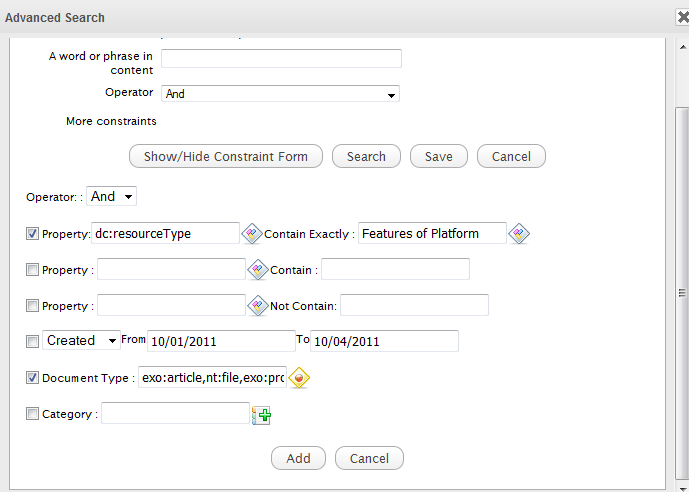 Advanced Search
A word or phrase in
content
Operator And
More constraints
Show/Hide Constraint Form Search Save Cancel
Operator: : And
Property: dc:resourceType Contain Exactly : Features of Platform
Property : Contain :
Property : Not Contain:
Created From 10/01/2011 To 10/04/2011
Document Type : exo:article,nt:file,exo:pro
Category :
Add Cancel